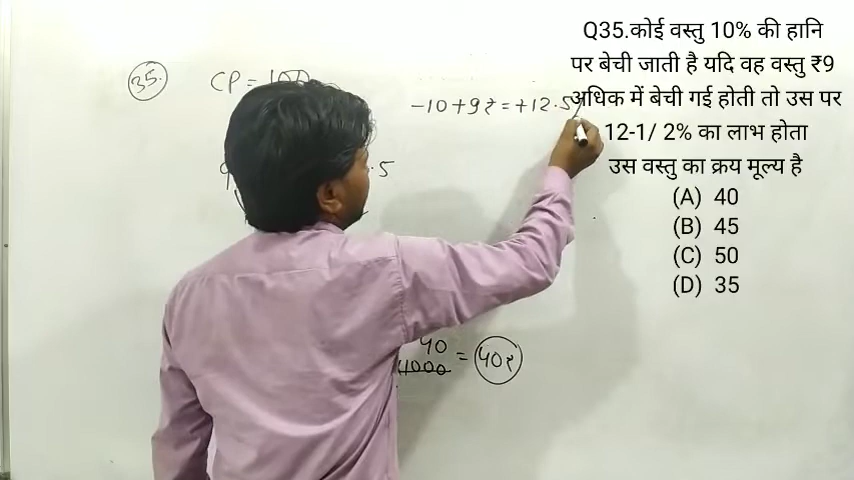 Q35.कोई वस्तु 10% की हानि
पर बेची जाती है यदि वह वस्तु ₹9
अधिक में बेची गई होती तो उस पर
12-1/ 2% का लाभ होता
उस वस्तु का क्रय मूल्य है
(A) 40
(B) 45
(C) 50
(D) 35
35.
CP = 100
-10+9₹=+12.5
.5
40
4000 = 40₹